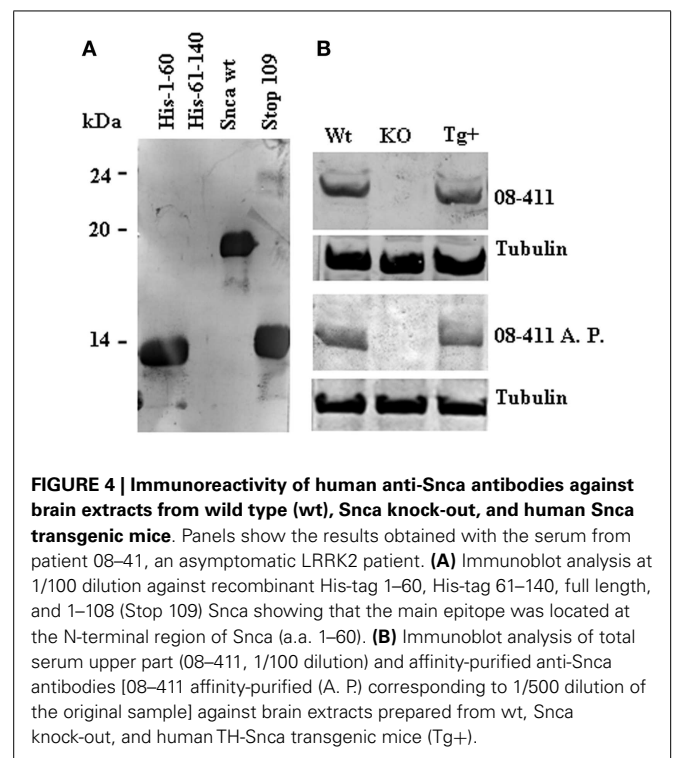 A
B
His-1-60
His-61-140
Snca wt
Stop 109
kDa
24 -
20 -
14 -
Wt KO Tg+
08-411
Tubulin
08-411 A. P.
Tubulin
FIGURE 4 | Immunoreactivity of human anti-Snca antibodies against
brain extracts from wild type (wt), Snca knock-out, and human Snca
transgenic mice. Panels show the results obtained with the serum from
patient 08–41, an asymptomatic LRRK2 patient. (A) Immunoblot analysis at
1/100 dilution against recombinant His-tag 1–60, His-tag 61–140, full length,
and 1–108 (Stop 109) Snca showing that the main epitope was located at
the N-terminal region of Snca (a.a. 1–60). (B) Immunoblot analysis of total
serum upper part (08–411, 1/100 dilution) and affinity-purified anti-Snca
antibodies [08–411 affinity-purified (A. P.) corresponding to 1/500 dilution of
the original sample] against brain extracts prepared from wt, Snca
knock-out, and human TH-Snca transgenic mice (Tg+).